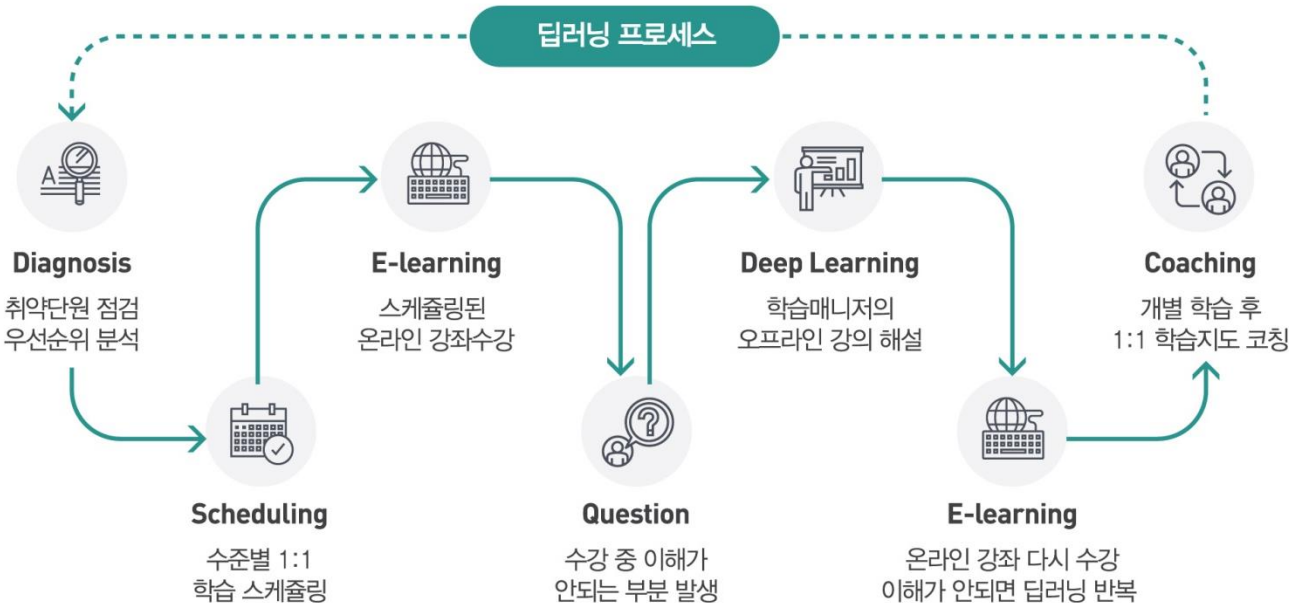 딥러닝 프로세스
A
Diagnosis
취약단원 점검
우선순위 분석
Scheduling
수준별 1:1
학습 스케쥴링
E-learning
스케쥴링된
온라인 강좌수강
?
Question
수강 중 이해가
안되는 부분 발생
Deep Learning
학습매니저의
오프라인 강의 해설
E-learning
온라인 강좌 다시 수강
이해가 안되면 딥러닝 반복
Coaching
개별 학습 후
1:1 학습지도 코칭